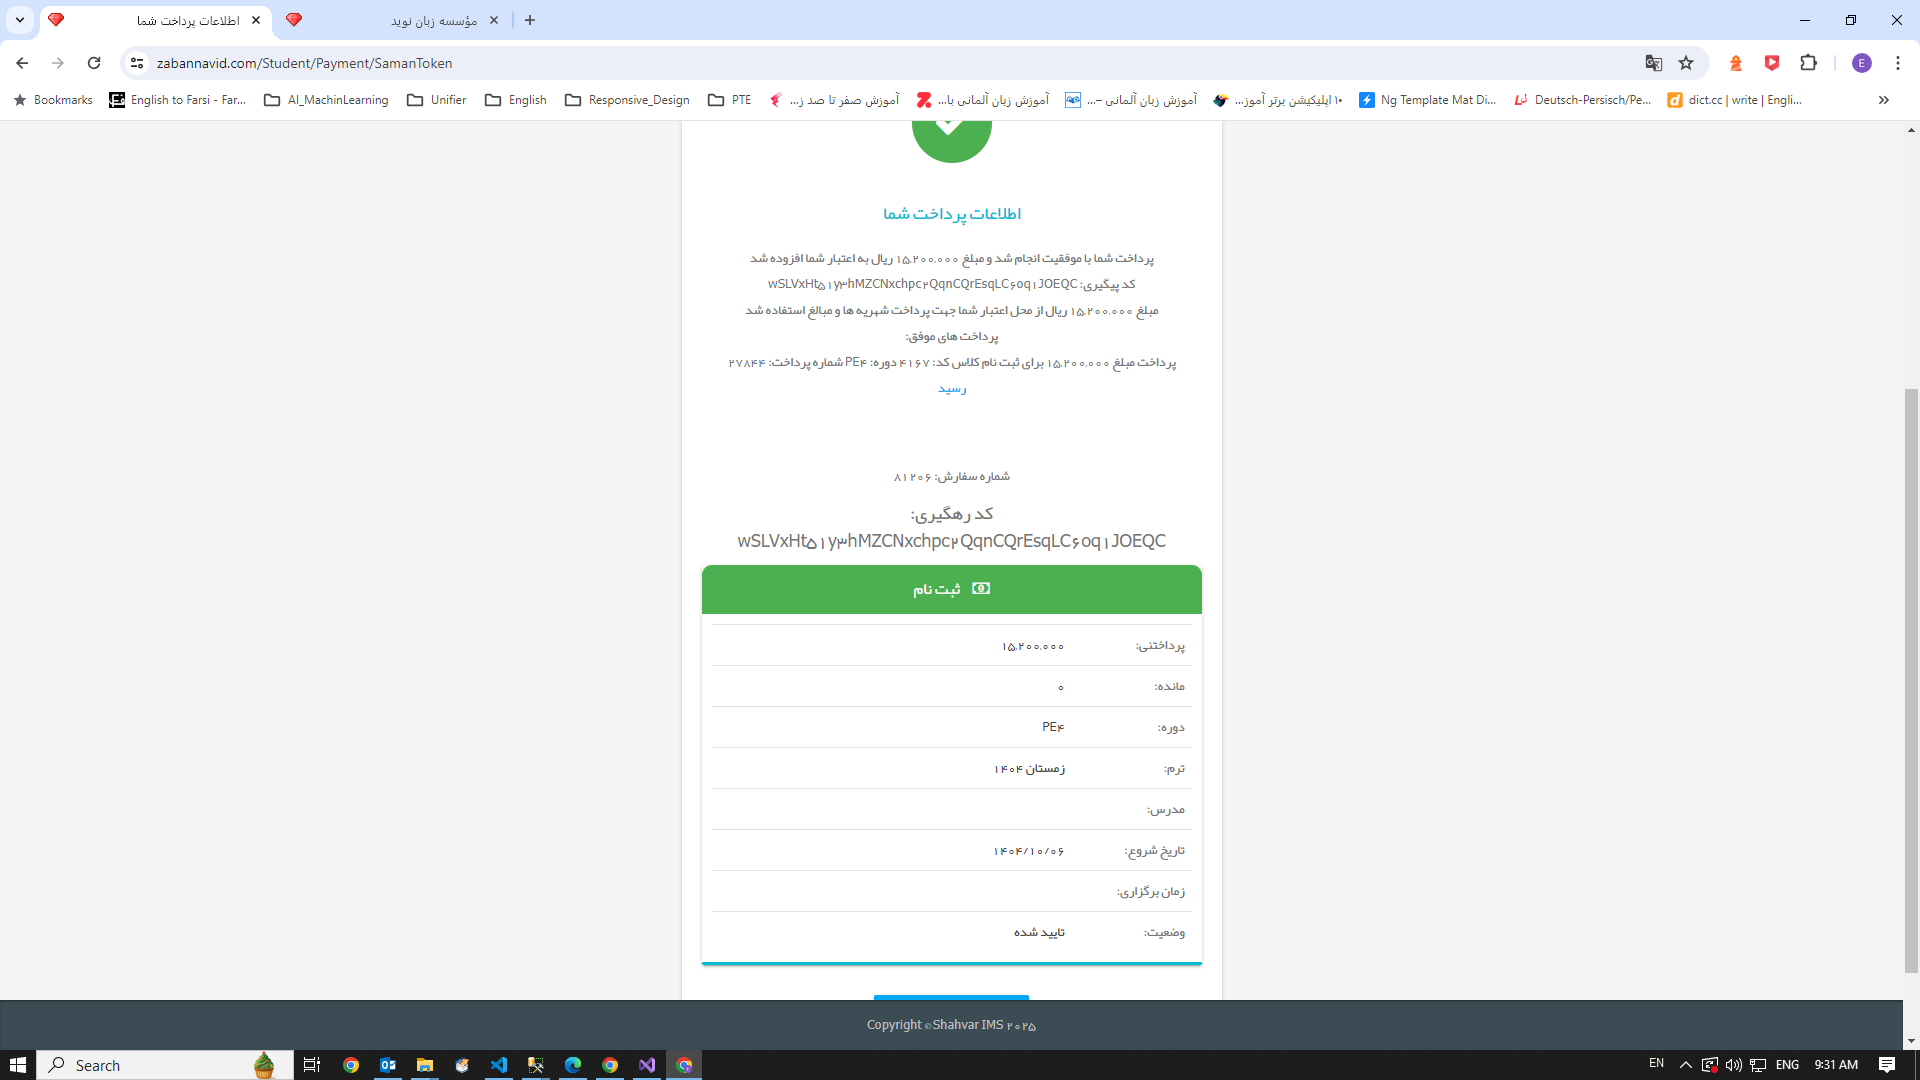 اطلاعات پرداخت شما
مؤسسه زبان نوید
zabannavid.com/Student/Payment/SamanToken
E
Bookmarks
English to Farsi - Far...
AI_MachinLearning
Unifier
English
Responsive_Design
PTE
آموزش صفر تا صد ز...
آموزش زبان آلمانی با...
آموزش زبان آلمانی –...
۱۰ اپلیکیشن برتر آموز...
Ng Template Mat Di...
Deutsch-Persisch/Pe...
dict.cc | write | Engli...
اطلاعات پرداخت شما
پرداخت شما با موفقیت انجام شد و مبلغ ۱۵,۲۰۰,۰۰۰ ریال به اعتبار شما افزوده شد
کد پیگیری: wSLVxHt۵۱y۳hMZCNxchpc۲QqnCQrEsqLC۶oq۱JOEQC
مبلغ ۱۵,۲۰۰,۰۰۰ ریال از محل اعتبار شما جهت پرداخت شهریه ها و مبالغ استفاده شد
پرداخت های موفق:
پرداخت مبلغ ۱۵,۲۰۰,۰۰۰ برای ثبت نام کلاس کد: ۴۱۶۷ دوره: PE۴ شماره پرداخت: ۲۷۸۴۴
رسید
شماره سفارش: ۸۱۲۰۶
کد رهگیری:
wSLVxHt۵۱y۳hMZCNxchpc۲QqnCQrEsqLC۶oq۱JOEQC
ثبت نام
پرداختنی: ۱۵,۲۰۰,۰۰۰
مانده: ۰
دوره: PE۴
ترم: زمستان ۱۴۰۴
مدرس:
تاریخ شروع: ۱۴۰۴/۱۰/۰۶
زمان برگزاری:
وضعیت: تایید شده
Copyright © Shahvar IMS ۲۰۲۵
Search
EN
ENG
9:31 AM